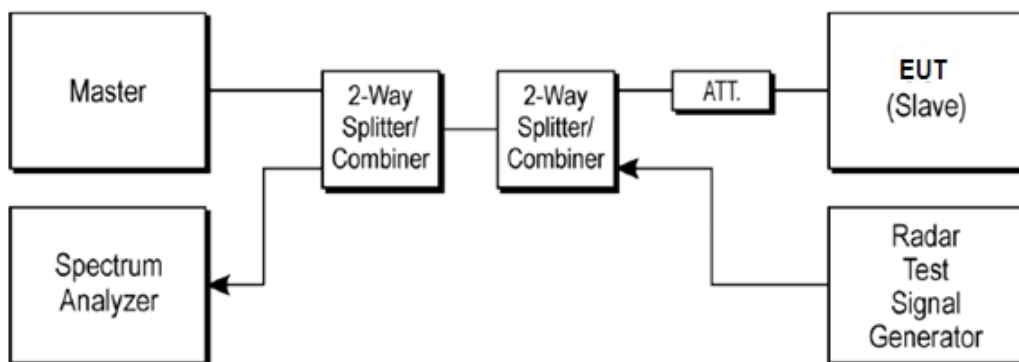 Master
2-Way
Splitter/
Combiner
2-Way
Splitter/
Combiner
ATT.
EUT
(Slave)
Spectrum
Analyzer
Radar
Test
Signal
Generator